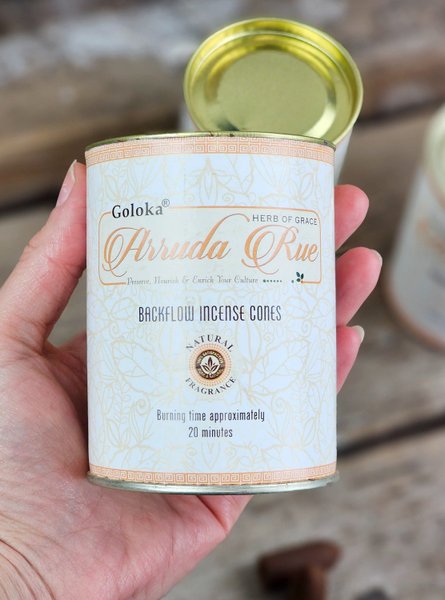 Goloka®
HERB OF GRACE
Arruda Rue
Preserve, Nourish & Enrich Your Culture
BACKFLOW INCENSE CONES
NATURAL
FRAGRANCE
Burning time approximately
20 minutes